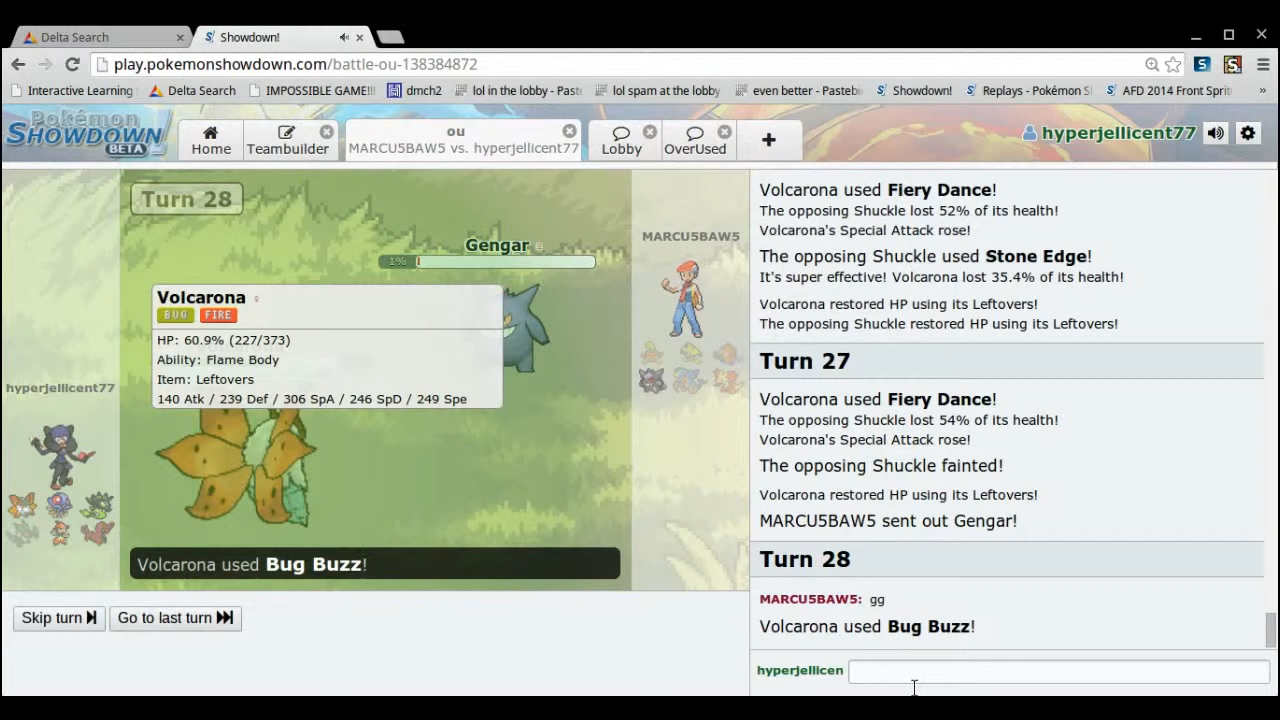 Delta Search
Showdown!
play.pokemonshowdown.com/battle-ou-138384872
Interactive Learning
Delta Search
IMPOSSIBLE GAME!!!
dmch2
lol in the lobby - Paste
lol spam at the lobby
even better - Pastebi
Showdown!
Replays - Pokémon S
AFD 2014 Front Sprit
»
Pokémon
SHOWDOWN
BETA
Home
Teambuilder
ou
MARCU5BAW5 vs. hyperjellicent77
Lobby
OverUsed
hyperjellicent77
Turn 28
Gengar ♀
1%
MARCU5BAW5
Volcarona ♀
BUG FIRE
HP: 60.9% (227/373)
Ability: Flame Body
Item: Leftovers
140 Atk / 239 Def / 306 SpA / 246 SpD / 249 Spe
hyperjellicent77
Volcarona used Bug Buzz!
Skip turn
Go to last turn
Volcarona used Fiery Dance!
The opposing Shuckle lost 52% of its health!
Volcarona's Special Attack rose!
The opposing Shuckle used Stone Edge!
It's super effective! Volcarona lost 35.4% of its health!
Volcarona restored HP using its Leftovers!
The opposing Shuckle restored HP using its Leftovers!
Turn 27
Volcarona used Fiery Dance!
The opposing Shuckle lost 54% of its health!
Volcarona's Special Attack rose!
The opposing Shuckle fainted!
Volcarona restored HP using its Leftovers!
MARCU5BAW5 sent out Gengar!
Turn 28
MARCU5BAW5: gg
Volcarona used Bug Buzz!
hyperjellicen